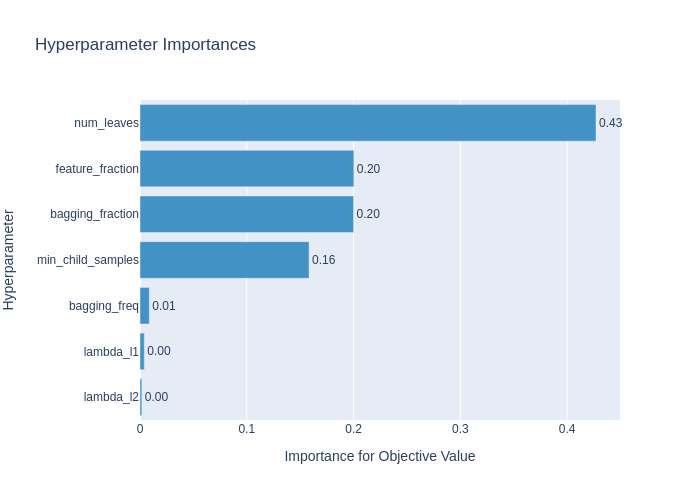 Hyperparameter Importances
Hyperparameter
num_leaves
0.43
feature_fraction
0.20
bagging_fraction
0.20
min_child_samples
0.16
bagging_freq
0.01
lambda_l1
0.00
lambda_l2
0.00
0 0.1 0.2 0.3 0.4
Importance for Objective Value